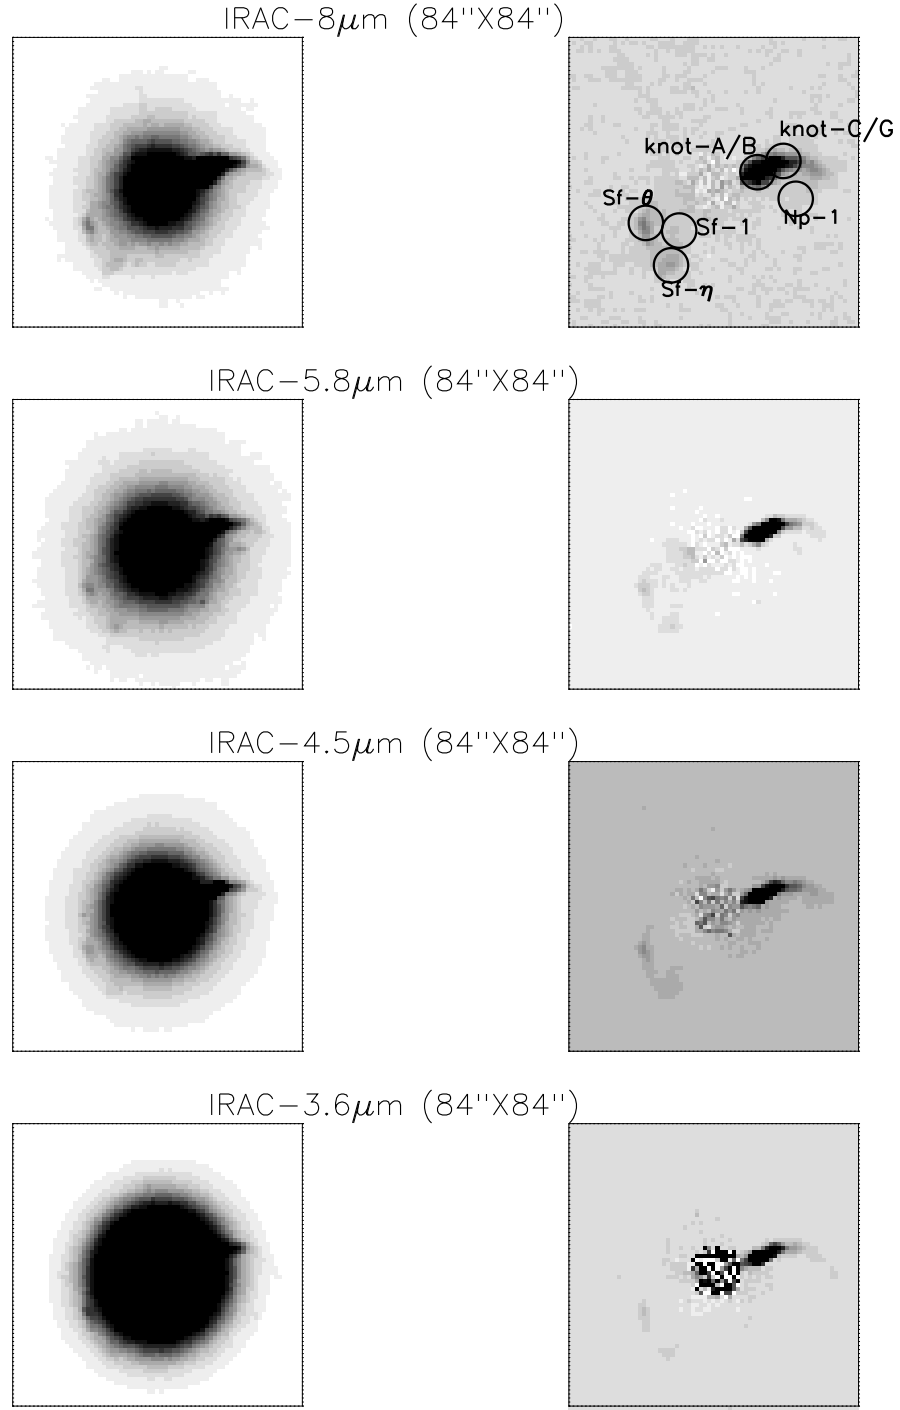 IRAC-8μm (84"X84")
knot-C/G
knot-A/B
Sf-θ
Np-1
Sf-1
Sf-η
IRAC-5.8μm (84"X84")
IRAC-4.5μm (84"X84")
IRAC-3.6μm (84"X84")